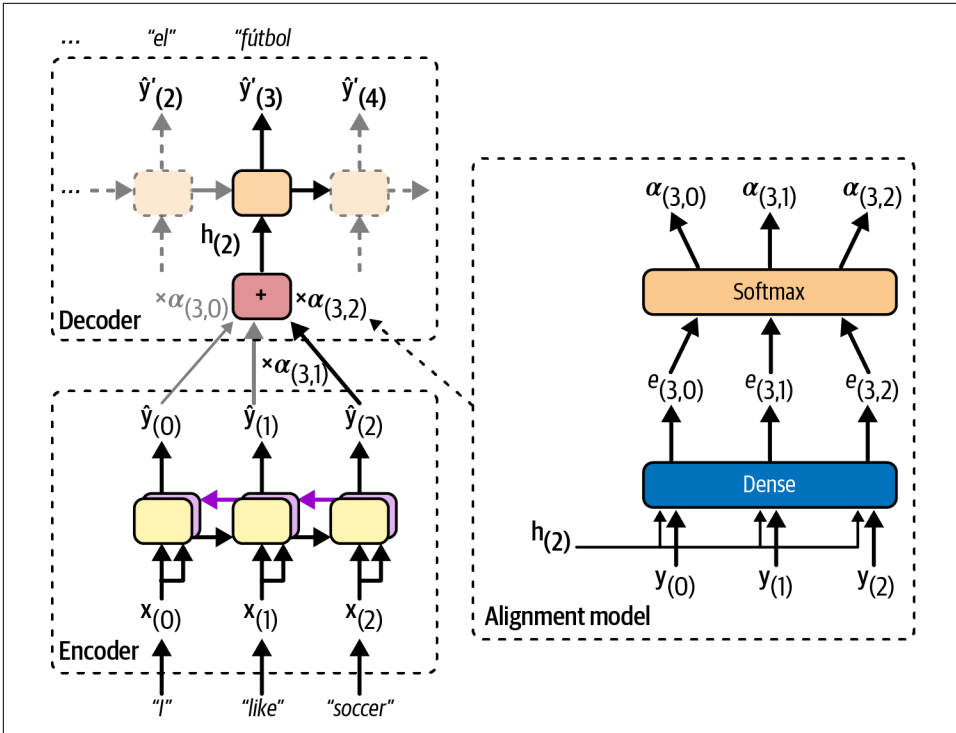 ... "el" "fútbol
ŷ'(2) ŷ'(3) ŷ'(4)
...
h(2)
+
×α(3,0) ×α(3,2)
Decoder
×α(3,1)
ŷ(0) ŷ(1) ŷ(2)
x(0) x(1) x(2)
Encoder
"I" "like" "soccer"
α(3,0) α(3,1) α(3,2)
Softmax
e(3,0) e(3,1) e(3,2)
Dense
h(2)
y(0) y(1) y(2)
Alignment model